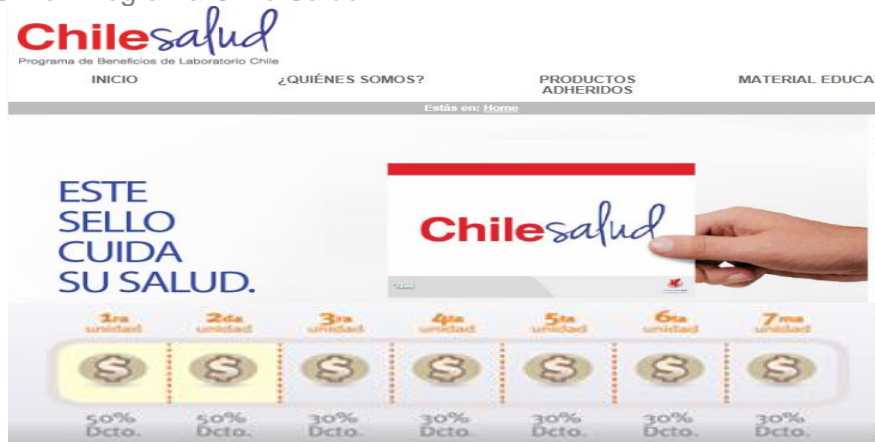 Chilesalud
Programa de Beneficios de Laboratorio Chile
INICIO ¿QUIÉNES SOMOS? PRODUCTOS ADHERIDOS MATERIAL EDUCA
Estás en: Home
ESTE
SELLO
CUIDA
SU SALUD.
Chilesalud
1ra unidad 2da unidad 3ra unidad 4ta unidad 5ta unidad 6ta unidad 7ma unidad
$ $ $ $ $ $ $
50% Dcto. 50% Dcto. 30% Dcto. 30% Dcto. 30% Dcto. 30% Dcto. 30% Dcto.